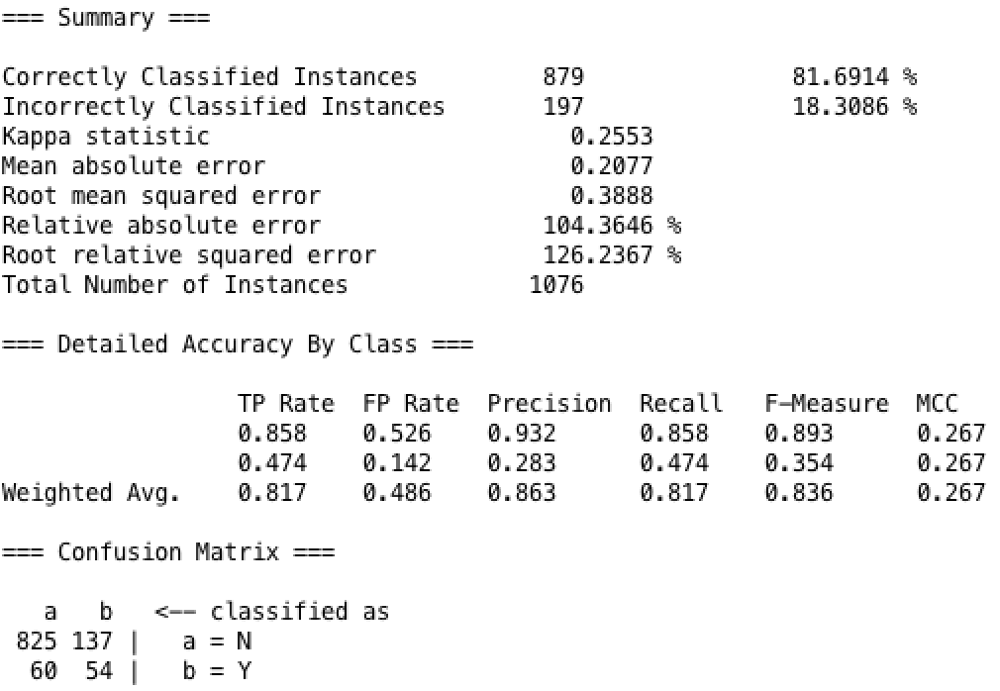 === Summary ===
Correctly Classified Instances 879 81.6914 %
Incorrectly Classified Instances 197 18.3086 %
Kappa statistic 0.2553
Mean absolute error 0.2077
Root mean squared error 0.3888
Relative absolute error 104.3646 %
Root relative squared error 126.2367 %
Total Number of Instances 1076
=== Detailed Accuracy By Class ===
TP Rate FP Rate Precision Recall F-Measure MCC
0.858 0.526 0.932 0.858 0.893 0.267
0.474 0.142 0.283 0.474 0.354 0.267
Weighted Avg. 0.817 0.486 0.863 0.817 0.836 0.267
=== Confusion Matrix ===
a b <-- classified as
825 137 | a = N
60 54 | b = Y